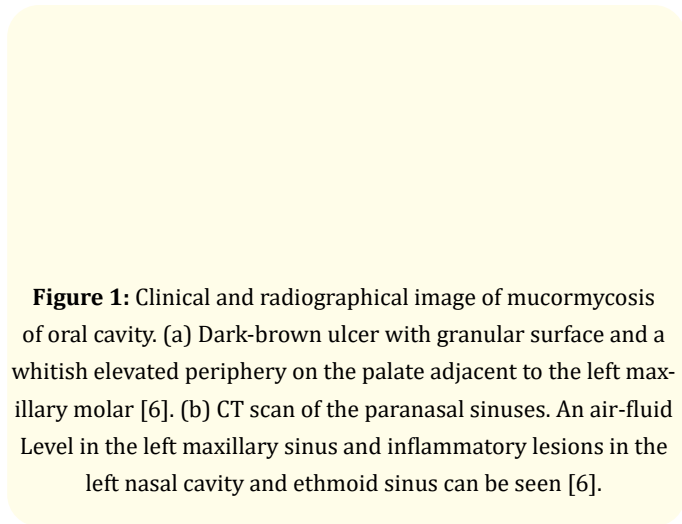 Figure 1: Clinical and radiographical image of mucormycosis
of oral cavity. (a) Dark-brown ulcer with granular surface and a
whitish elevated periphery on the palate adjacent to the left max-
illary molar [6]. (b) CT scan of the paranasal sinuses. An air-fluid
Level in the left maxillary sinus and inflammatory lesions in the
left nasal cavity and ethmoid sinus can be seen [6].